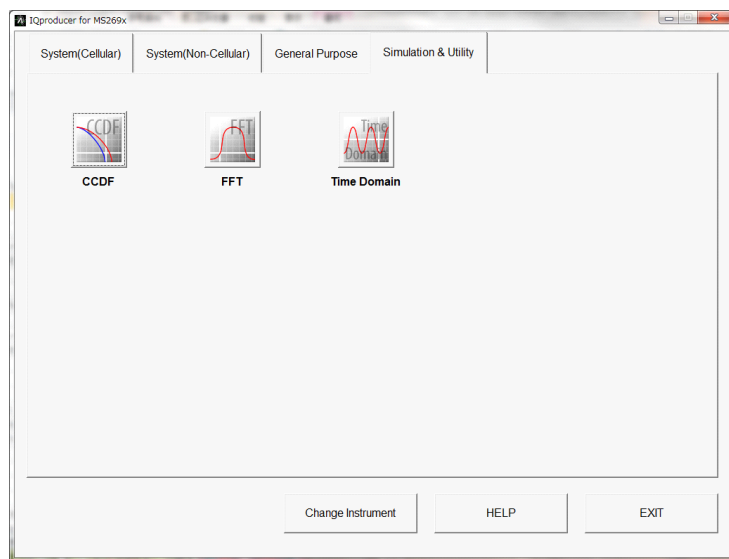 IQproducer for MS269x
System(Cellular) System(Non-Cellular) General Purpose Simulation & Utility
CCDF FFT Time Domain
CCDF FFT Time Domain
Change Instrument HELP EXIT